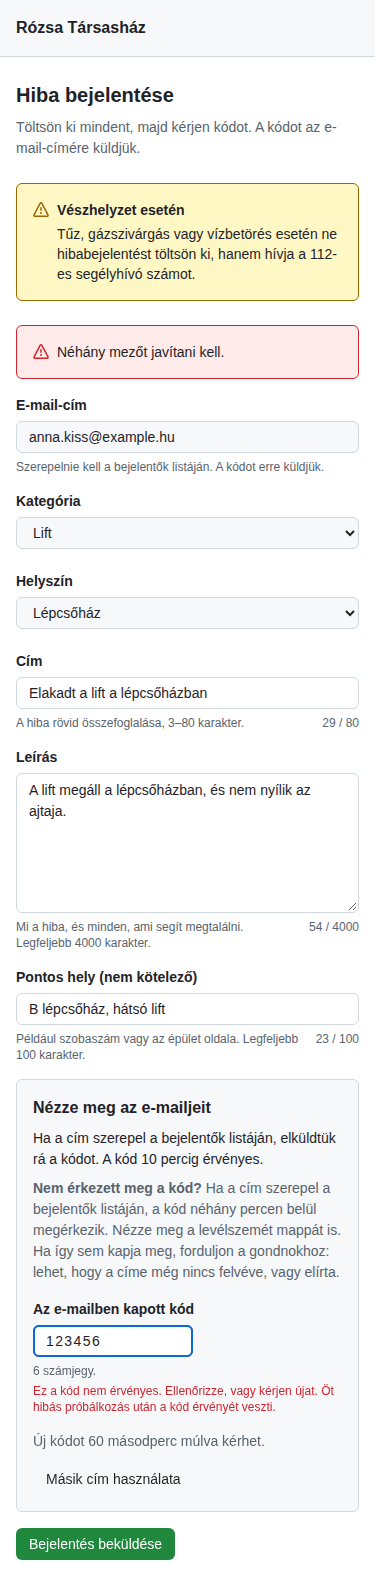 Rózsa Társasház
Hiba bejelentése
Töltsön ki mindent, majd kérjen kódot. A kódot az e-
mail-címére küldjük.
Vészhelyzet esetén
Tűz, gázszivárgás vagy vízbetörés esetén ne
hibabejelentést töltsön ki, hanem hívja a 112-
es segélyhívó számot.
Néhány mezőt javítani kell.
E-mail-cím
anna.kiss@example.hu
Szerepelnie kell a bejelentők listáján. A kódot erre küldjük.
Kategória
Lift
Helyszín
Lépcsőház
Cím
Elakadt a lift a lépcsőházban
A hiba rövid összefoglalása, 3–80 karakter. 29 / 80
Leírás
A lift megáll a lépcsőházban, és nem nyílik az
ajtaja.
Mi a hiba, és minden, ami segít megtalálni. 54 / 4000
Legfeljebb 4000 karakter.
Pontos hely (nem kötelező)
B lépcsőház, hátsó lift
Például szobaszám vagy az épület oldala. Legfeljebb 23 / 100
100 karakter.
Nézze meg az e-mailjeit
Ha a cím szerepel a bejelentők listáján, elküldtük
rá a kódot. A kód 10 percig érvényes.
Nem érkezett meg a kód? Ha a cím szerepel a
bejelentők listáján, a kód néhány percen belül
megérkezik. Nézze meg a levélszemét mappát is.
Ha így sem kapja meg, forduljon a gondnokhoz:
lehet, hogy a címe még nincs felvéve, vagy elírta.
Az e-mailben kapott kód
123456
6 számjegy.
Ez a kód nem érvényes. Ellenőrizze, vagy kérjen újat. Öt
hibás próbálkozás után a kód érvényét veszti.
Új kódot 60 másodperc múlva kérhet.
Másik cím használata
Bejelentés beküldése